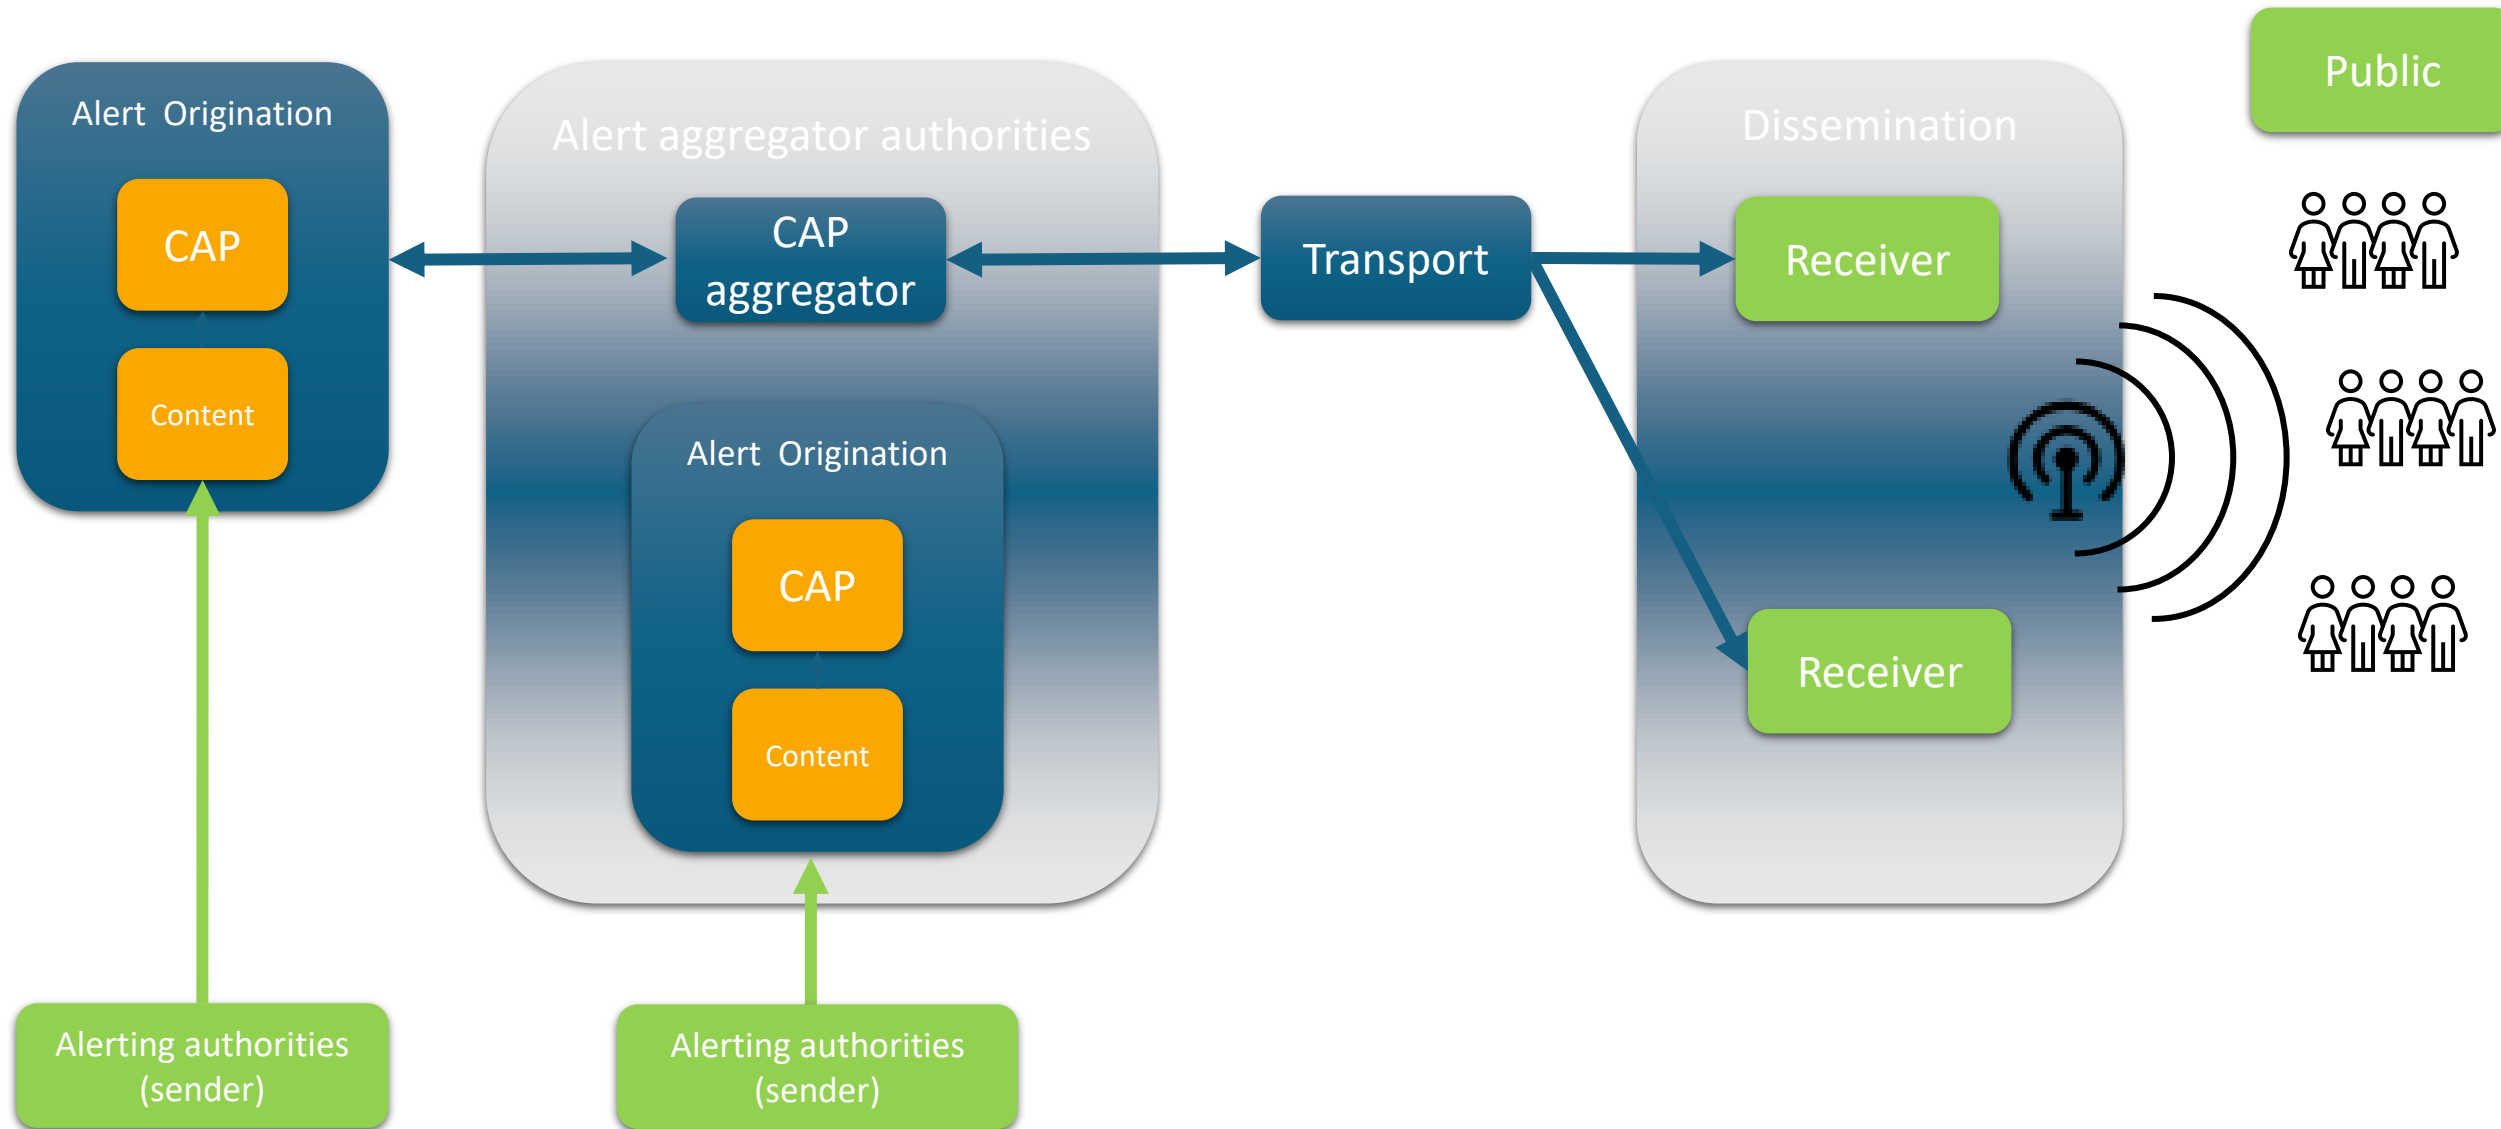 Alert Origination
CAP
Content
Alerting authorities
(sender)
Alert aggregator authorities
CAP
aggregator
Alert Origination
CAP
Content
Alerting authorities
(sender)
Transport
Dissemination
Receiver
Receiver
Public